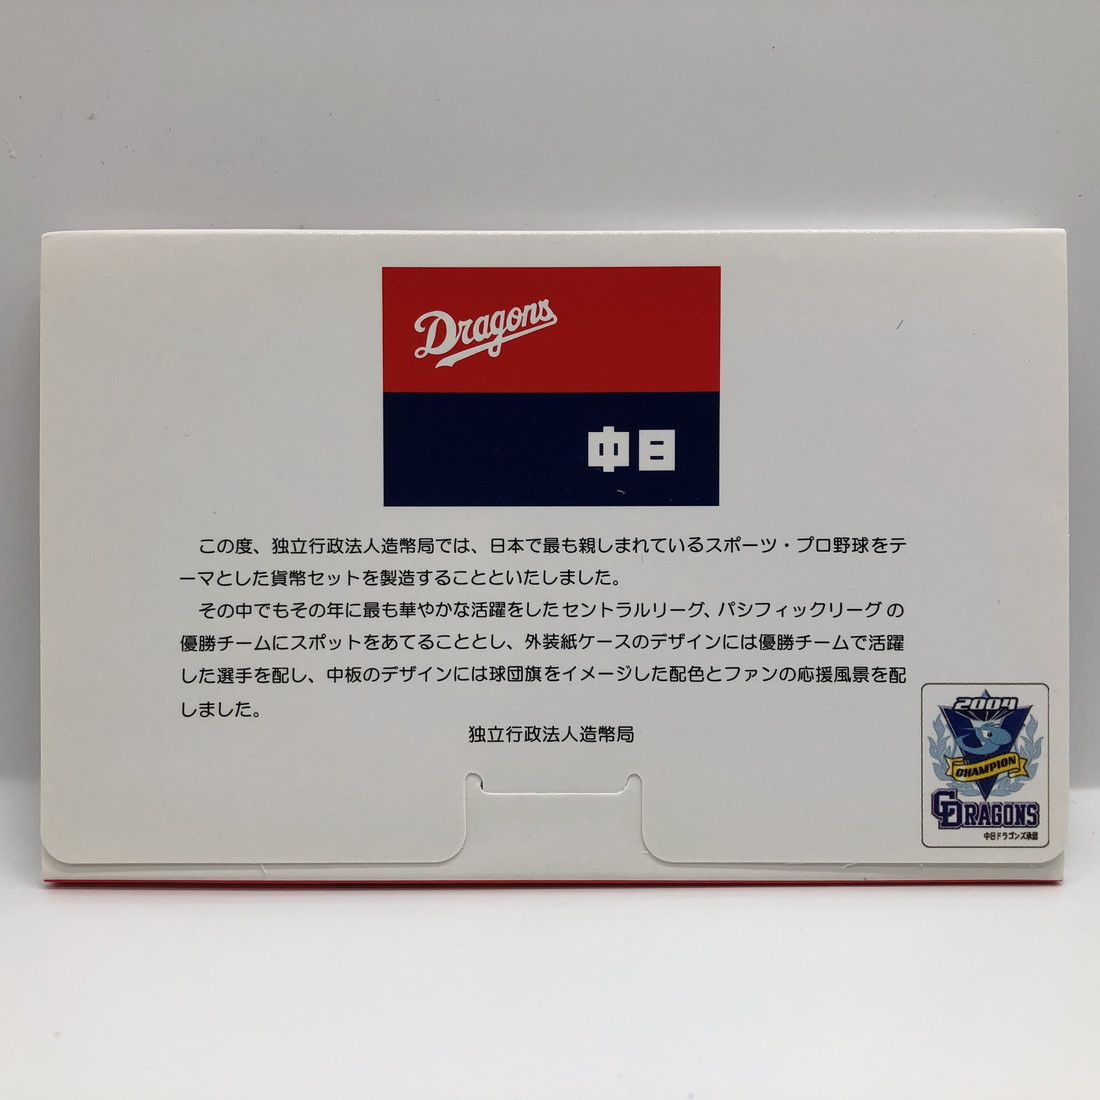 Dragons
中日
この度、独立行政法人造幣局では、日本で最も親しまれているスポーツ・プロ野球をテ
ーマとした貨幣セットを製造することといたしました。
その中でもその年に最も華やかな活躍をしたセントラルリーグ、パシフィックリーグの
優勝チームにスポットをあてることとし、外装紙ケースのデザインには優勝チームで活躍
した選手を配し、中板のデザインには球団旗をイメージした配色とファンの応援風景を配
しました。
独立行政法人造幣局
2004
CHAMPION
CD
DRAGONS
中日ドラゴンズ承認